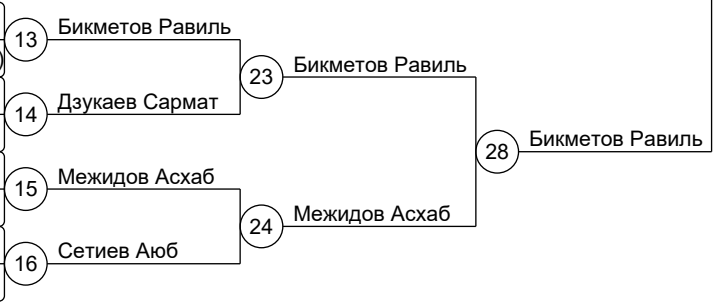 13 Бикметов Равиль
23 Бикметов Равиль
14 Дзукаев Сармат
28 Бикметов Равиль
15 Межидов Асхаб
24 Межидов Асхаб
16 Сетиев Аюб